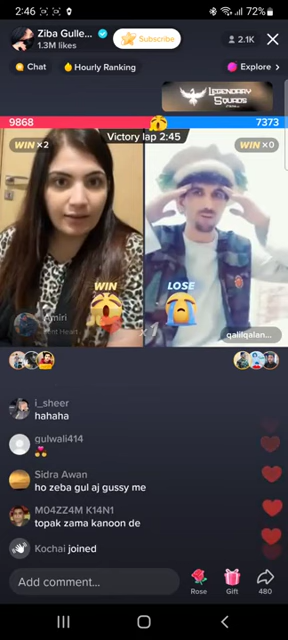 2:46
72%
Ziba Gulle...
1.3M likes
Subscribe
2.1K
Chat
Hourly Ranking
Explore >
LEGENDARY
SQUADS
9868
7373
WIN ×2
Victory lap 2:45
WIN ×0
WIN
LOSE
Amiri
qalilqalan...
i_sheer
hahaha
gulwali414
Sidra Awan
ho zeba gul aj gussy me
M04ZZ4M K14N1
topak zama kanoon de
Kochai joined
Add comment...
Rose
Gift
480